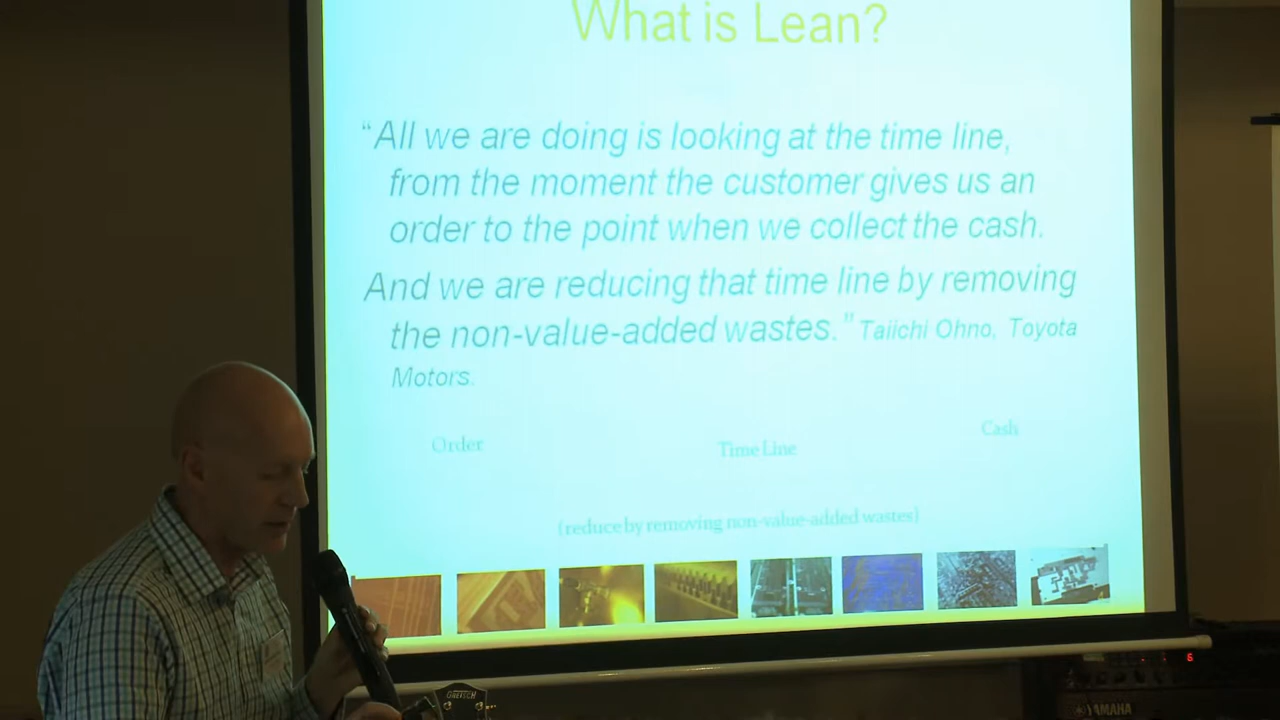 What is Lean?
“All we are doing is looking at the time line,
from the moment the customer gives us an
order to the point when we collect the cash.
And we are reducing that time line by removing
the non-value-added wastes.” Taiichi Ohno, Toyota
Motors.
Order
Time Line
Cash
(reduce by removing non-value-added wastes)
GRETSCH
6
YAMAHA